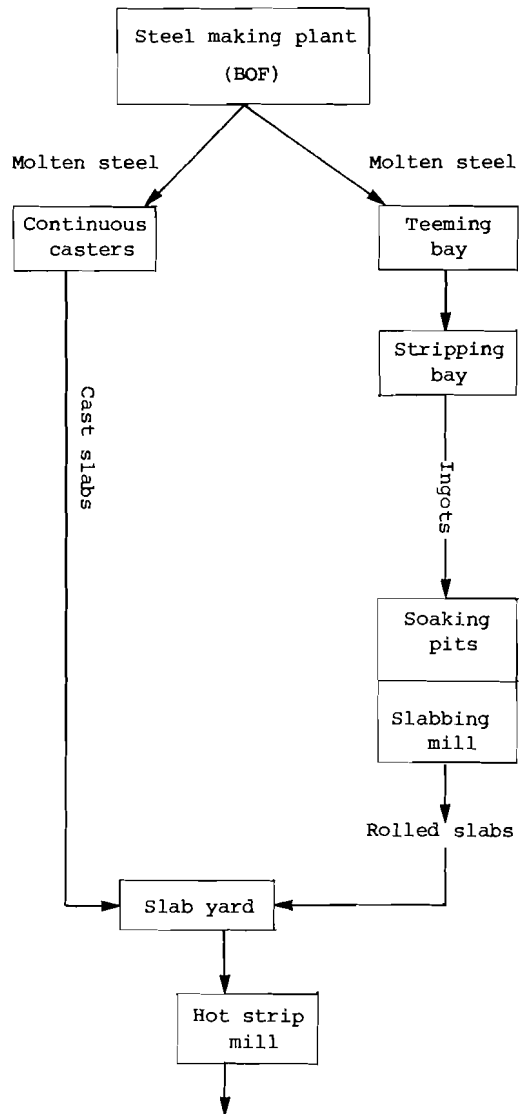 Steel making plant
(BOF)
Molten steel
Molten steel
Continuous
casters
Teeming
bay
Stripping
bay
Cast slabs
Ingots
Soaking
pits
Slabbing
mill
Rolled slabs
Slab yard
Hot strip
mill